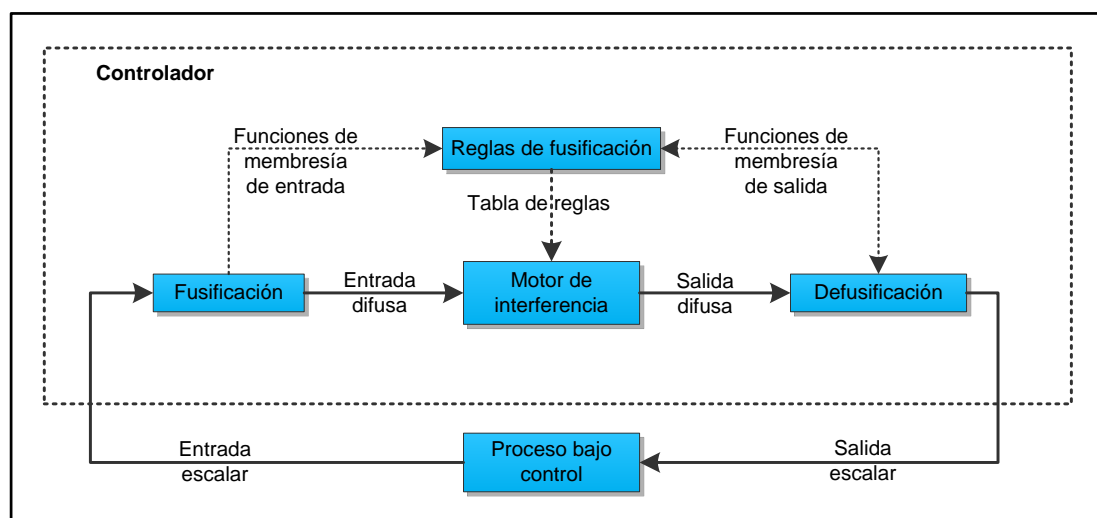 Controlador
Funciones de
membresía
de entrada
Reglas de fusificación
Funciones de
membresía
de salida
Tabla de reglas
Fusificación
Entrada
difusa
Motor de
interferencia
Salida
difusa
Defusificación
Entrada
escalar
Proceso bajo
control
Salida
escalar